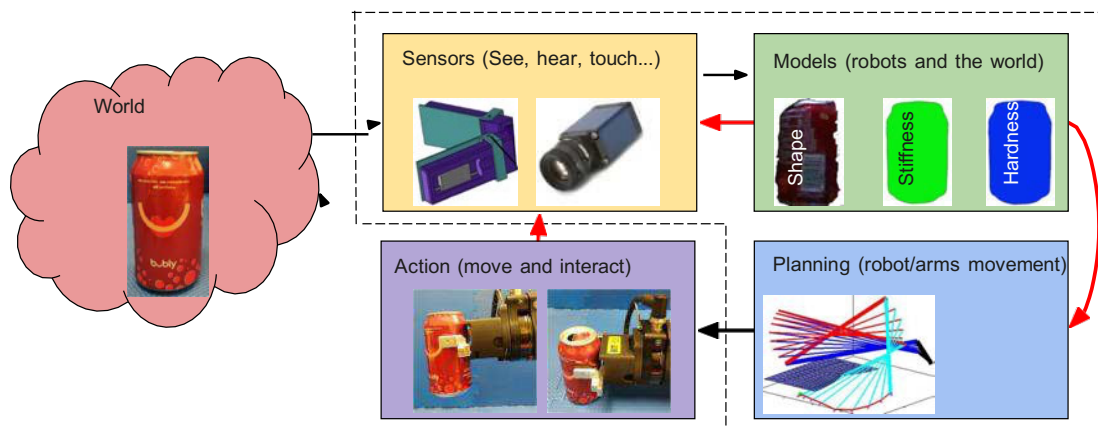 World
Sensors (See, hear, touch...)
Models (robots and the world)
Shape
Stiffness
Hardness
bubly
Action (move and interact)
Planning (robot/arms movement)